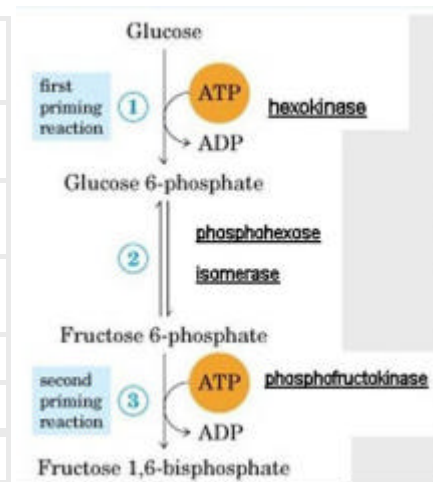 Glucose
first
priming
reaction
1
ATP
hexokinase
ADP
Glucose 6-phosphate
2
phosphohexose
isomerase
Fructose 6-phosphate
second
priming
reaction
3
ATP
phosphofructokinase
ADP
Fructose 1,6-bisphosphate